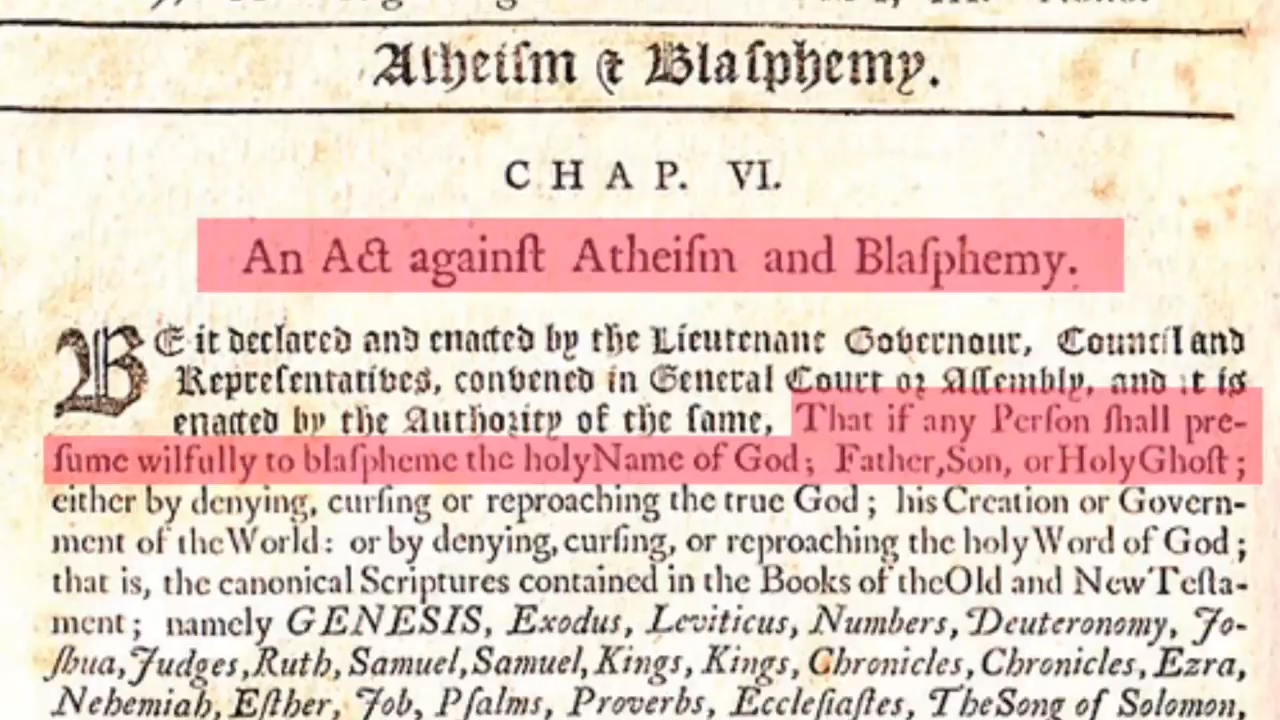 Atheiſm & Blaſphemy.
CHAP. VI.
An Act againſt Atheiſm and Blaſphemy.
BE it declared and enacted by the Lieutenant Governour, Council and
Repreſentatives, convened in General Court or Aſſembly, and it is
enacted by the Authority of the ſame, That if any Perſon ſhall pre-
ſume wilfully to blaſpheme the holy Name of God; Father, Son, or Holy Ghoſt;
either by denying, curſing or reproaching the true God; his Creation or Govern-
ment of the World: or by denying, curſing, or reproaching the holy Word of God;
that is, the canonical Scriptures contained in the Books of the Old and New Teſta-
ment; namely GENESIS, Exodus, Leviticus, Numbers, Deuteronomy, Jo-
ſhua, Judges, Ruth, Samuel, Samuel, Kings, Kings, Chronicles, Chronicles, Ezra,
Nehemiah, Eſther, Job, Pſalms, Proverbs, Eccleſiaſtes, The Song of Solomon,